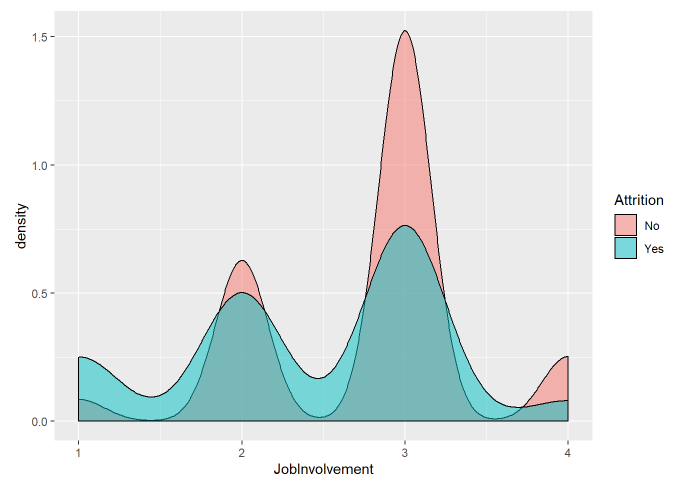 1.5
1.0
0.5
0.0
density
1 2 3 4
JobInvolvement
Attrition
No
Yes